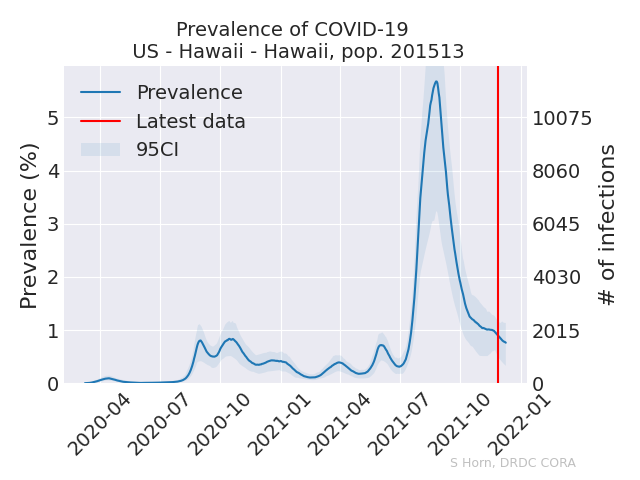 Prevalence of COVID-19
US - Hawaii - Hawaii, pop. 201513
Prevalence
Latest data
95CI
Prevalence (%)
5
4
3
2
1
0
10075
8060
6045
4030
2015
0
# of infections
2020-04
2020-07
2020-10
2021-01
2021-04
2021-07
2021-10
2022-01
S Horn, DRDC CORA